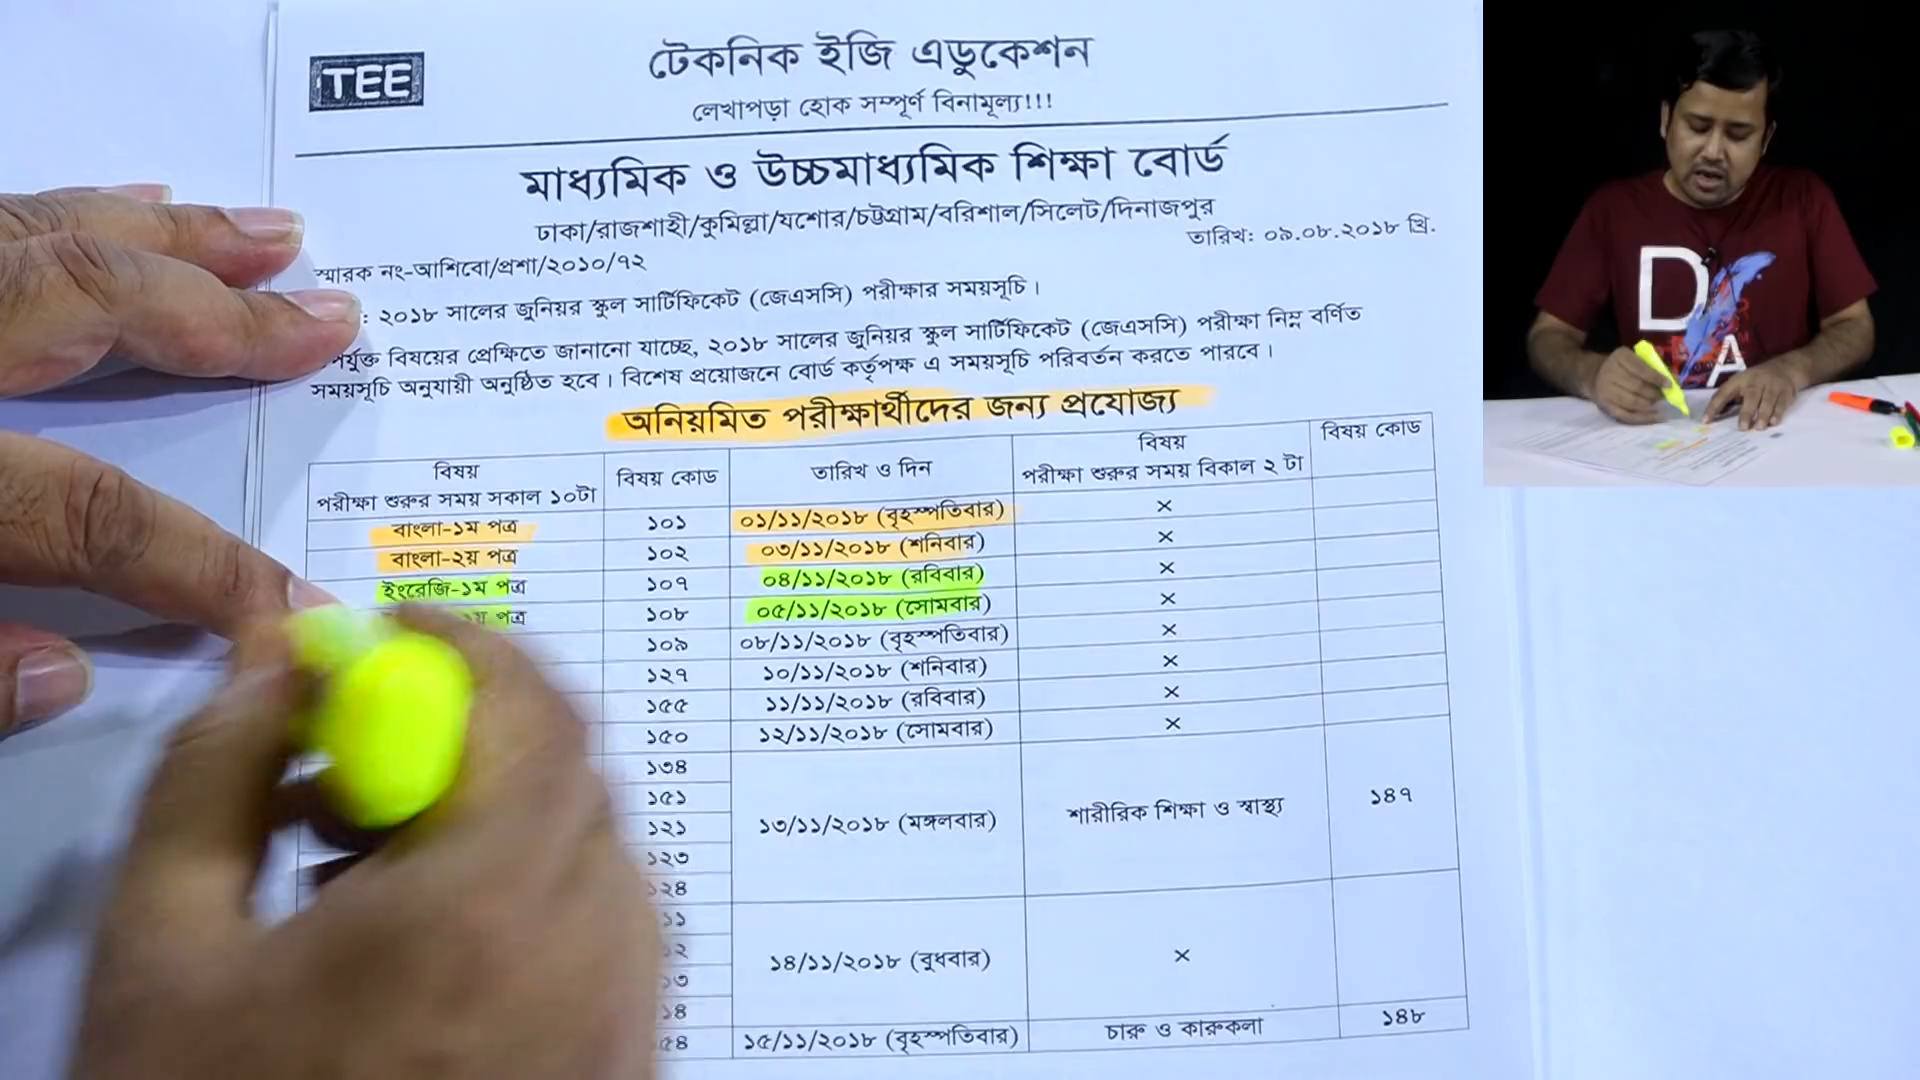 TEE
টেকনিক ইজি এডুকেশন
লেখাপড়া হোক সম্পূর্ণ বিনামূল্য!!!
মাধ্যমিক ও উচ্চমাধ্যমিক শিক্ষা বোর্ড
ঢাকা/রাজশাহী/কুমিল্লা/যশোর/চট্টগ্রাম/বরিশাল/সিলেট/দিনাজপুর
তারিখ: ০৯.০৮.২০১৮ খ্রি.
স্মারক নং-আশিবো/প্রশা/২০১০/৭২
: ২০১৮ সালের জুনিয়র স্কুল সার্টিফিকেট (জেএসসি) পরীক্ষার সময়সূচি।
বিষয়ের প্রেক্ষিতে জানানো যাচ্ছে, ২০১৮ সালের জুনিয়র স্কুল সার্টিফিকেট (জেএসসি) পরীক্ষা নিম্ন বর্ণিত
সময়সূচি অনুযায়ী অনুষ্ঠিত হবে। বিশেষ প্রয়োজনে বোর্ড কর্তৃপক্ষ এ সময়সূচি পরিবর্তন করতে পারবে।
অনিয়মিত পরীক্ষার্থীদের জন্য প্রযোজ্য
বিষয় পরীক্ষা শুরুর সময় সকাল ১০টা বিষয় কোড তারিখ ও দিন বিষয় পরীক্ষা শুরুর সময় বিকাল ২ টা বিষয় কোড
বাংলা-১ম পত্র ১০১ ০১/১১/২০১৮ (বৃহস্পতিবার) ×
বাংলা-২য় পত্র ১০২ ০৩/১১/২০১৮ (শনিবার) ×
ইংরেজি-১ম পত্র ১০৭ ০৪/১১/২০১৮ (রবিবার) ×
পত্র ১০৮ ০৫/১১/২০১৮ (সোমবার) ×
১০৯ ০৮/১১/২০১৮ (বৃহস্পতিবার) ×
১২৭ ১০/১১/২০১৮ (শনিবার) ×
১৫৫ ১১/১১/২০১৮ (রবিবার) ×
১৫০ ১২/১১/২০১৮ (সোমবার) ×
১৩৪
১৫১
১২১ ১৩/১১/২০১৮ (মঙ্গলবার) শারীরিক শিক্ষা ও স্বাস্থ্য ১৪৭
১২৩
১২৪
১১
১২ ১৪/১১/২০১৮ (বুধবার) ×
১৩
১৪
৫৪ ১৫/১১/২০১৮ (বৃহস্পতিবার) চারু ও কারুকলা ১৪৮
D
A